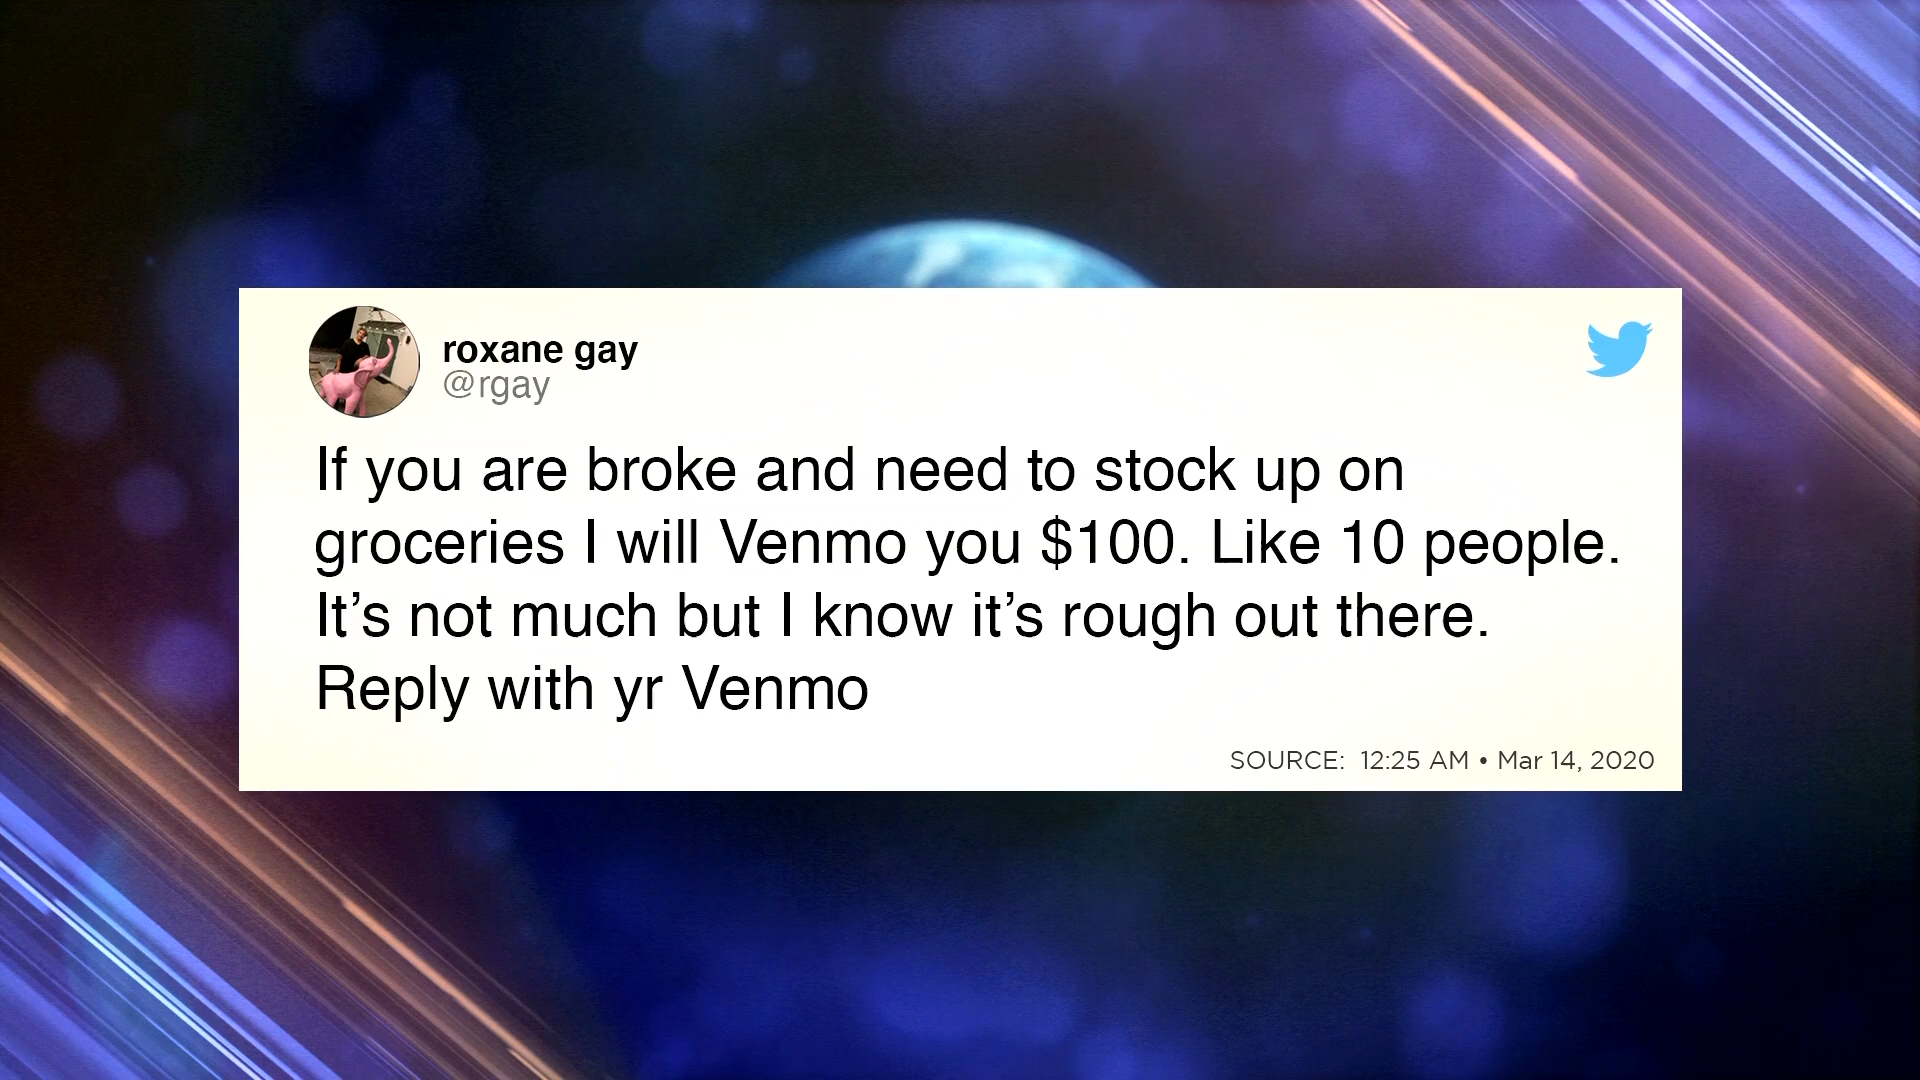 roxane gay
@rgay
If you are broke and need to stock up on
groceries I will Venmo you $100. Like 10 people.
It’s not much but I know it’s rough out there.
Reply with yr Venmo
SOURCE: 12:25 AM • Mar 14, 2020